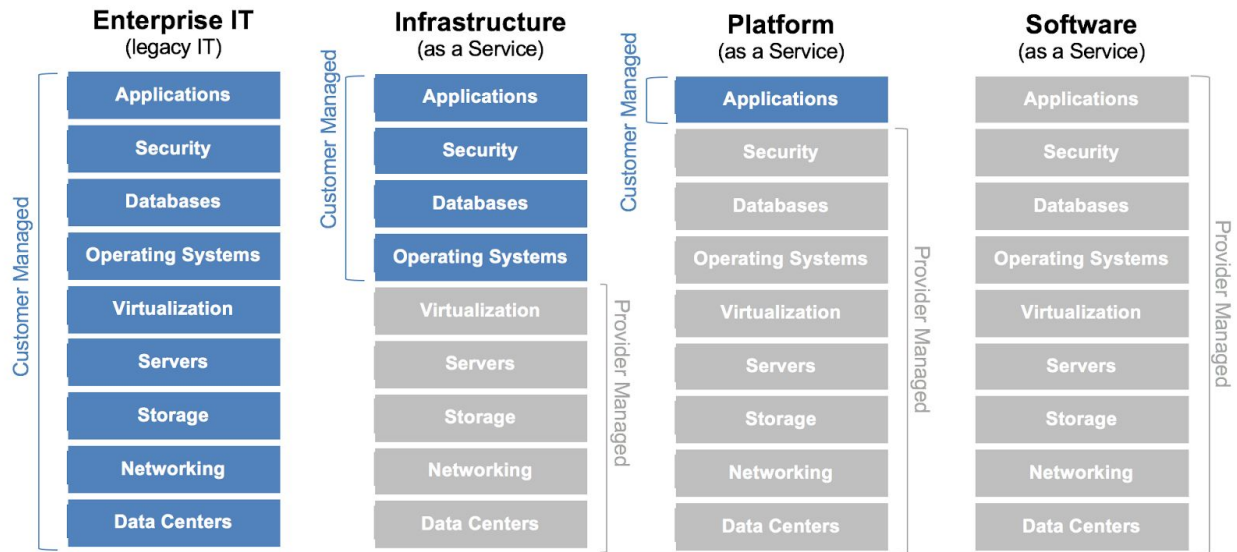 Enterprise IT
(legacy IT)
Customer Managed
Applications
Security
Databases
Operating Systems
Virtualization
Servers
Storage
Networking
Data Centers
Infrastructure
(as a Service)
Customer Managed
Applications
Security
Databases
Operating Systems
Virtualization
Servers
Storage
Networking
Data Centers
Provider Managed
Platform
(as a Service)
Customer Managed
Applications
Security
Databases
Operating Systems
Virtualization
Servers
Storage
Networking
Data Centers
Provider Managed
Software
(as a Service)
Applications
Security
Databases
Operating Systems
Virtualization
Servers
Storage
Networking
Data Centers
Provider Managed